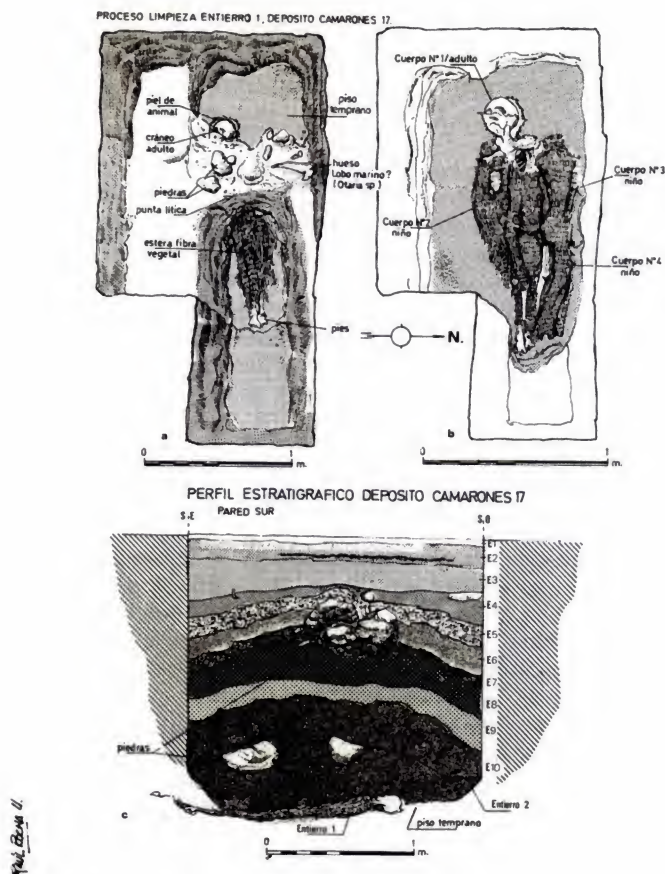 PROCESO LIMPIEZA ENTIERRO 1, DEPOSITO CAMARONES 17.
piel de
animal
cráneo
adulto
piedras
punta lítica
estera fibra
vegetal
piso
temprano
hueso
Lobo marino?
(Otaria sp)
pies
a
0 1
m.
N.
Cuerpo Nº1/adulto
Cuerpo Nº2
niño
Cuerpo Nº3
niño
Cuerpo Nº4
niño
b
0 1
m.
PERFIL ESTRATIGRAFICO DEPOSITO CAMARONES 17
S.E PARED SUR S.O
E1
E2
E3
E4
E5
E6
E7
E8
E9
E10
piedras
c
Entierro 1
piso temprano
Entierro 2
0 1
m.